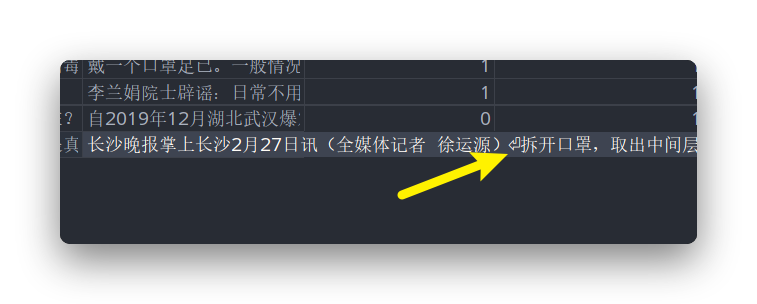 毒 戴一个口罩足已。一般情况 1
李兰娟院士辟谣：日常不用 1 1
？ 自2019年12月湖北武汉爆 0 1
真 长沙晚报掌上长沙2月27日讯（全媒体记者 徐运源）⏎拆开口罩，取出中间层